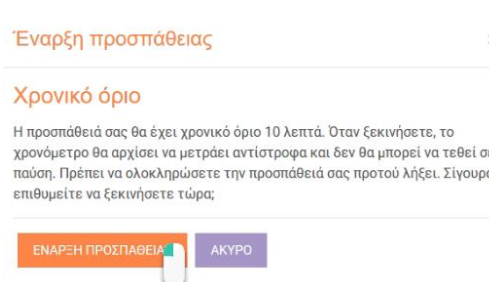 Έναρξη προσπάθειας
Χρονικό όριο
Η προσπάθειά σας θα έχει χρονικό όριο 10 λεπτά. Όταν ξεκινήσετε, το
χρονόμετρο θα αρχίσει να μετράει αντίστροφα και δεν θα μπορεί να τεθεί
παύση. Πρέπει να ολοκληρώσετε την προσπάθειά σας προτού λήξει. Σίγουρα
επιθυμείτε να ξεκινήσετε τώρα;
ΕΝΑΡΞΗ ΑΚΥΡΟ